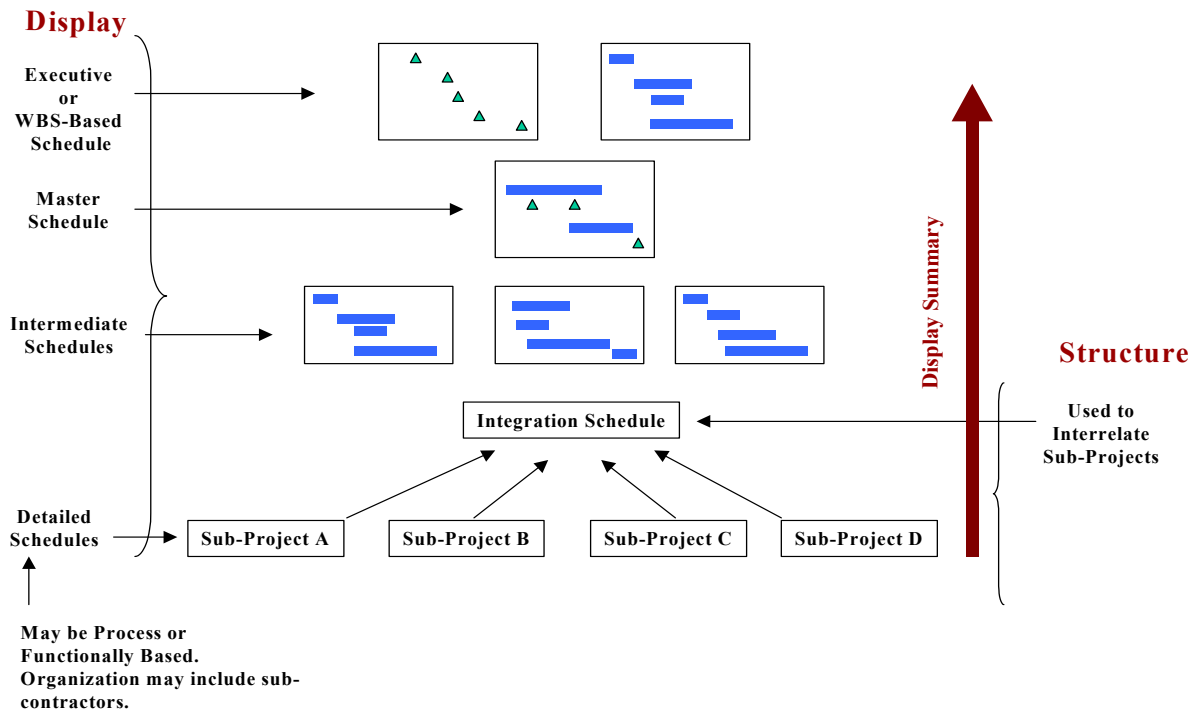 Display
Executive
or
WBS-Based
Schedule
Master
Schedule
Intermediate
Schedules
Display Summary
Structure
Integration Schedule
Used to
Interrelate
Sub-Projects
Detailed
Schedules
Sub-Project A
Sub-Project B
Sub-Project C
Sub-Project D
May be Process or
Functionally Based.
Organization may include sub-
contractors.